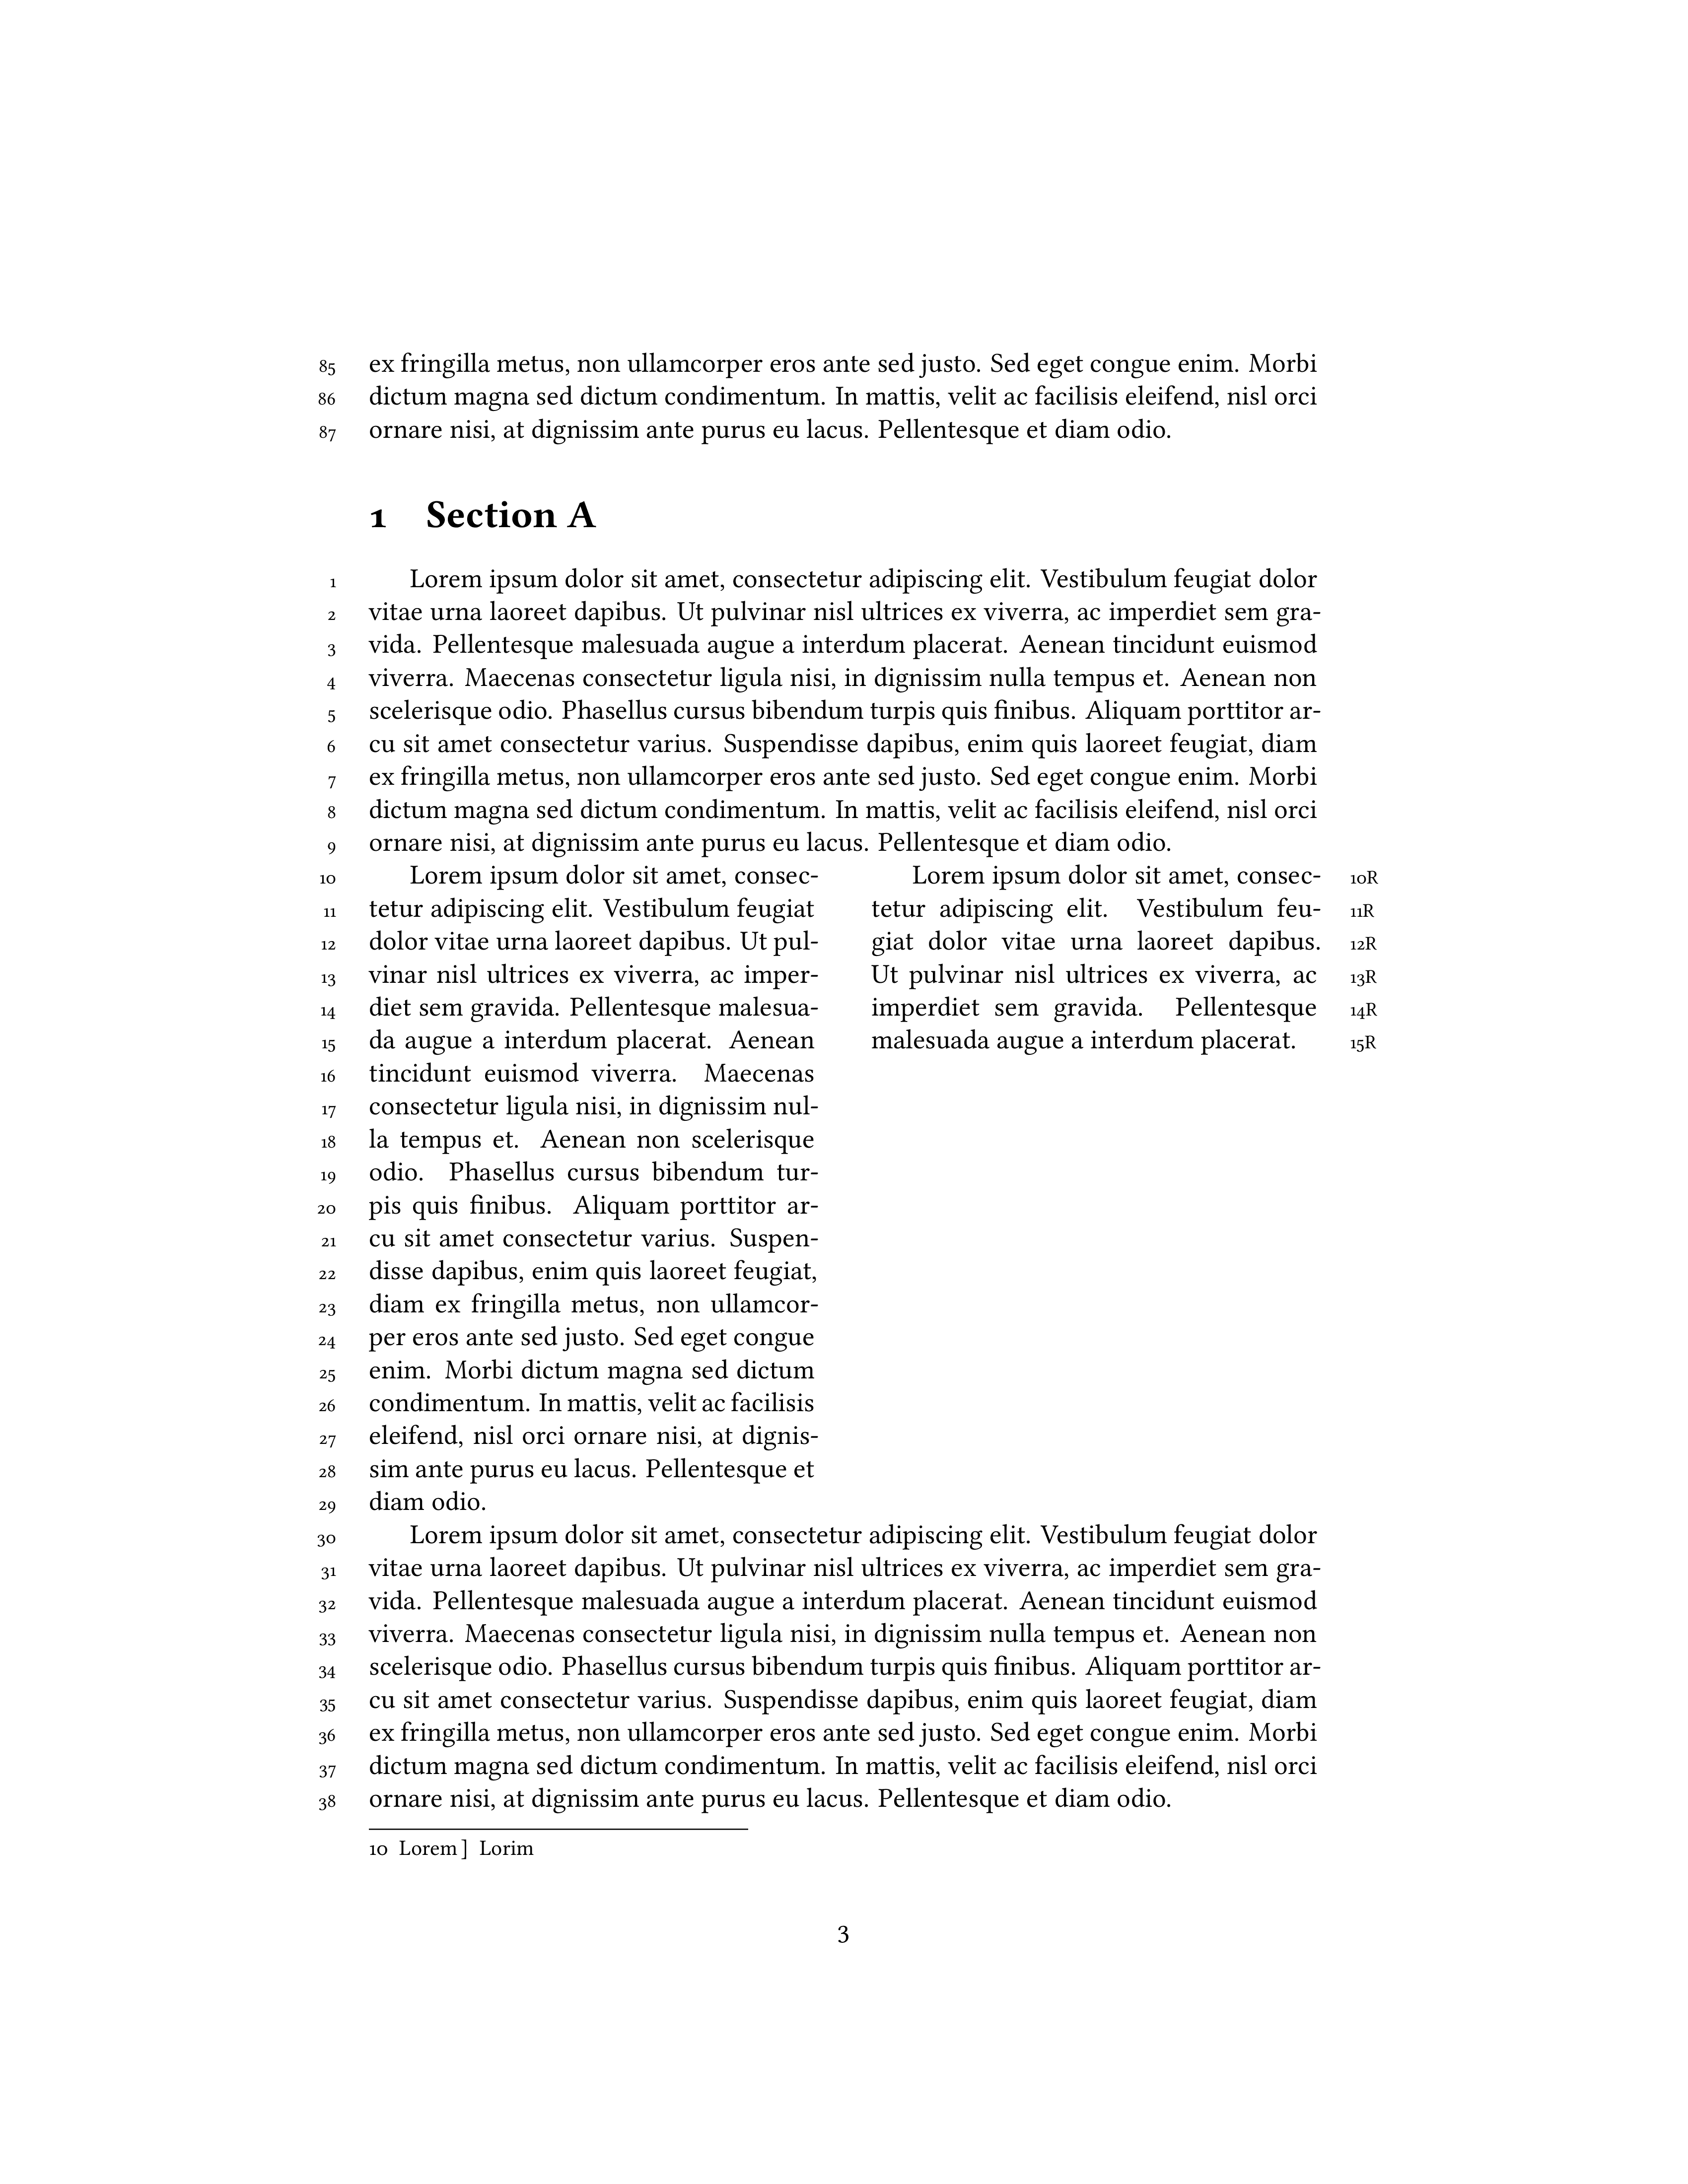 85 ex fringilla metus, non ullamcorper eros ante sed justo. Sed eget congue enim. Morbi
86 dictum magna sed dictum condimentum. In mattis, velit ac facilisis eleifend, nisl orci
87 ornare nisi, at dignissim ante purus eu lacus. Pellentesque et diam odio.
1 Section A
1 Lorem ipsum dolor sit amet, consectetur adipiscing elit. Vestibulum feugiat dolor
2 vitae urna laoreet dapibus. Ut pulvinar nisl ultrices ex viverra, ac imperdiet sem gra-
3 vida. Pellentesque malesuada augue a interdum placerat. Aenean tincidunt euismod
4 viverra. Maecenas consectetur ligula nisi, in dignissim nulla tempus et. Aenean non
5 scelerisque odio. Phasellus cursus bibendum turpis quis finibus. Aliquam porttitor ar-
6 cu sit amet consectetur varius. Suspendisse dapibus, enim quis laoreet feugiat, diam
7 ex fringilla metus, non ullamcorper eros ante sed justo. Sed eget congue enim. Morbi
8 dictum magna sed dictum condimentum. In mattis, velit ac facilisis eleifend, nisl orci
9 ornare nisi, at dignissim ante purus eu lacus. Pellentesque et diam odio.
10 Lorem ipsum dolor sit amet, consec-
11 tetur adipiscing elit. Vestibulum feugiat
12 dolor vitae urna laoreet dapibus. Ut pul-
13 vinar nisl ultrices ex viverra, ac imper-
14 diet sem gravida. Pellentesque malesua-
15 da augue a interdum placerat. Aenean
16 tincidunt euismod viverra. Maecenas
17 consectetur ligula nisi, in dignissim nul-
18 la tempus et. Aenean non scelerisque
19 odio. Phasellus cursus bibendum tur-
20 pis quis finibus. Aliquam porttitor ar-
21 cu sit amet consectetur varius. Suspen-
22 disse dapibus, enim quis laoreet feugiat,
23 diam ex fringilla metus, non ullamcor-
24 per eros ante sed justo. Sed eget congue
25 enim. Morbi dictum magna sed dictum
26 condimentum. In mattis, velit ac facilisis
27 eleifend, nisl orci ornare nisi, at dignis-
28 sim ante purus eu lacus. Pellentesque et
29 diam odio.
Lorem ipsum dolor sit amet, consec- 10R
tetur adipiscing elit. Vestibulum feu- 11R
giat dolor vitae urna laoreet dapibus. 12R
Ut pulvinar nisl ultrices ex viverra, ac 13R
imperdiet sem gravida. Pellentesque 14R
malesuada augue a interdum placerat. 15R
30 Lorem ipsum dolor sit amet, consectetur adipiscing elit. Vestibulum feugiat dolor
31 vitae urna laoreet dapibus. Ut pulvinar nisl ultrices ex viverra, ac imperdiet sem gra-
32 vida. Pellentesque malesuada augue a interdum placerat. Aenean tincidunt euismod
33 viverra. Maecenas consectetur ligula nisi, in dignissim nulla tempus et. Aenean non
34 scelerisque odio. Phasellus cursus bibendum turpis quis finibus. Aliquam porttitor ar-
35 cu sit amet consectetur varius. Suspendisse dapibus, enim quis laoreet feugiat, diam
36 ex fringilla metus, non ullamcorper eros ante sed justo. Sed eget congue enim. Morbi
37 dictum magna sed dictum condimentum. In mattis, velit ac facilisis eleifend, nisl orci
38 ornare nisi, at dignissim ante purus eu lacus. Pellentesque et diam odio.
10 Lorem] Lorim
3